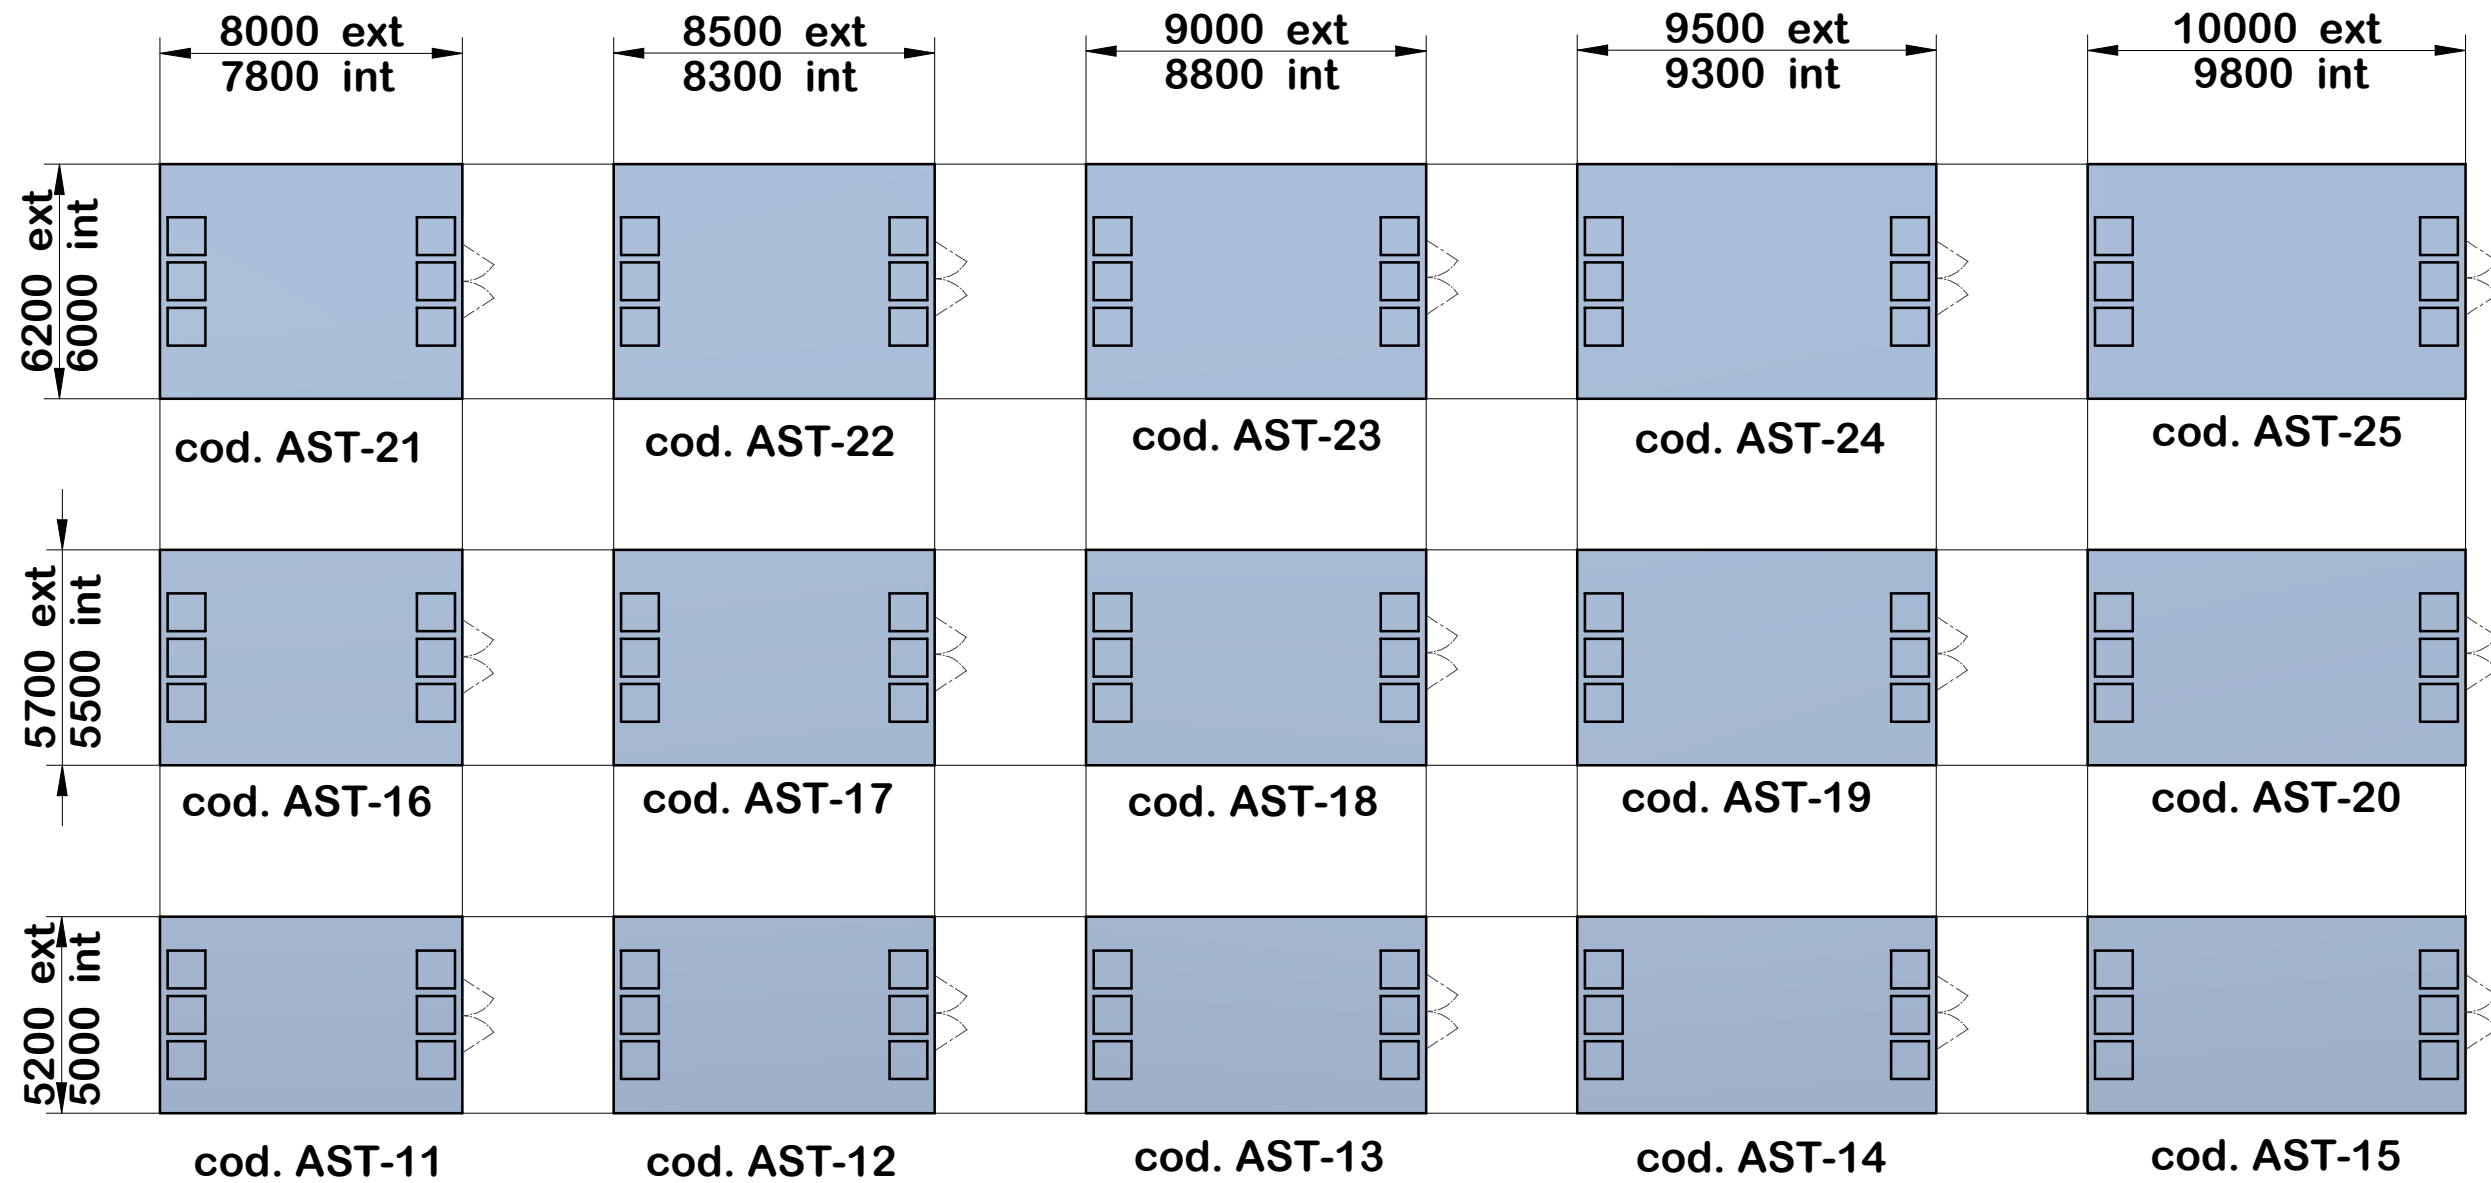 8000 ext
7800 int
8500 ext
8300 int
9000 ext
8800 int
9500 ext
9300 int
10000 ext
9800 int
6200 ext
6000 int
cod. AST-21
cod. AST-22
cod. AST-23
cod. AST-24
cod. AST-25
5700 ext
5500 int
cod. AST-16
cod. AST-17
cod. AST-18
cod. AST-19
cod. AST-20
5200 ext
5000 int
cod. AST-11
cod. AST-12
cod. AST-13
cod. AST-14
cod. AST-15